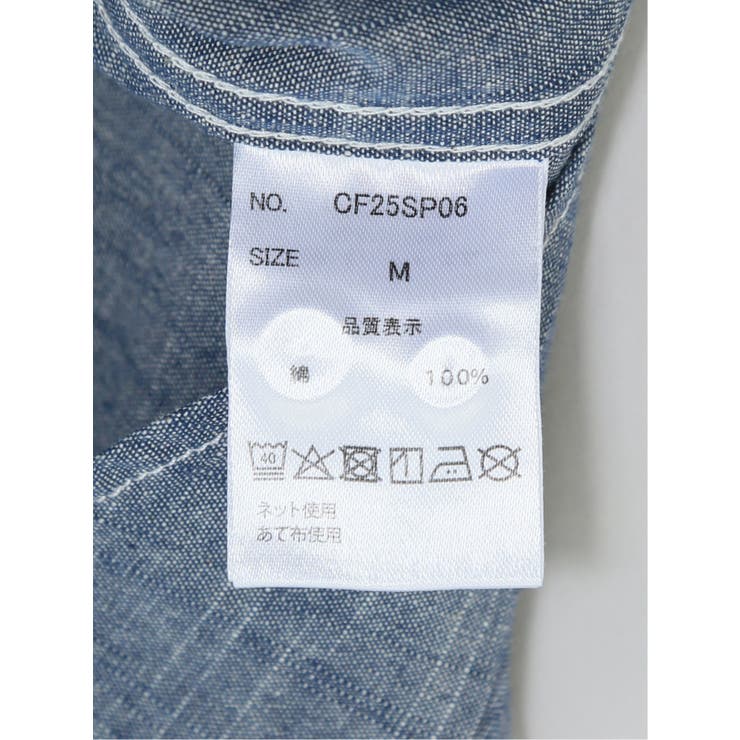 NO. CF25SP06
SIZE M
品質表示
綿 100%
40
ネット使用
あて布使用